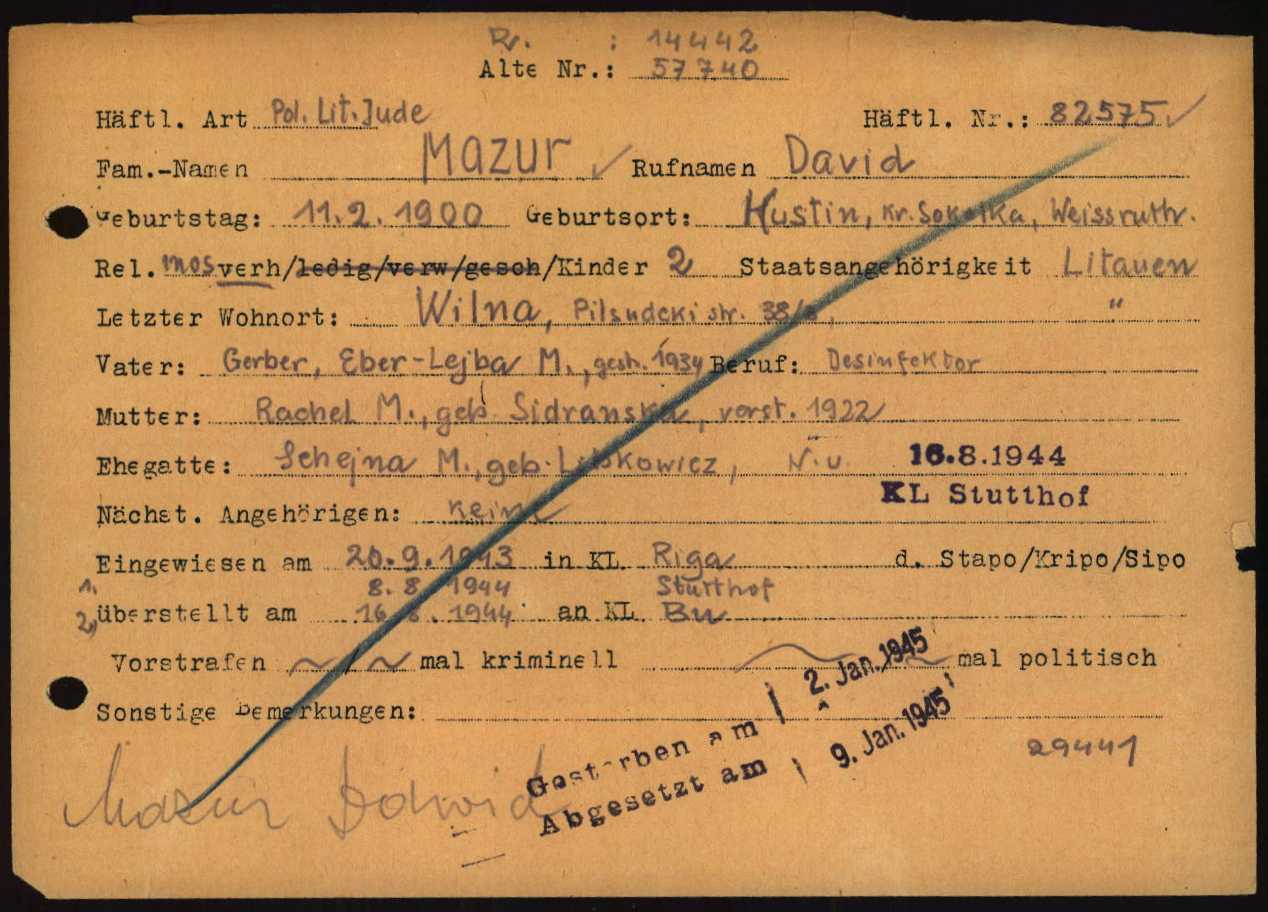 : 14442
Alte Nr.: 57740
Häftl. Art Pol. Lit. Jude Häftl. Nr.: 82575
Fam.-Namen Mazur Rufnamen David
Geburtstag: 11.2.1900 Geburtsort: Hustin, Kr. Sokolka, Weissruth.
Rel. mos verh/ledig/verw/gesch/Kinder 2 Staatsangehörigkeit Litauen
Letzter Wohnort: Wilna, Pilsudcki str. 38/ "
Vater: Gerber, Eber-Lejba M., gest. 1934 Beruf: Desinfektor
Mutter: Rachel M., geb. Sidranska, verst. 1922
Ehegatte: Schejna M., geb. Libkowicz, N.u. 16.8.1944
KL Stutthof
Nächst. Angehörigen: keine
Eingewiesen am 20.9.1943 in KL Riga d. Stapo/Kripo/Sipo
1. 8.8.1944 Stutthof
2, überstellt am 16.8.1944 an KL Bu
Vorstrafen mal kriminell mal politisch
Sonstige Bemerkungen:
Gestorben am 2. Jan. 1945
Abgesetzt am 9. Jan. 1945
29441
Mazur Dawid